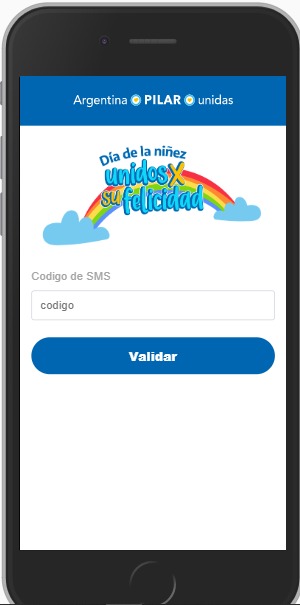 Argentina PILAR unidas
Día de la niñez
unidos X
su felicidad
Codigo de SMS
codigo
Validar